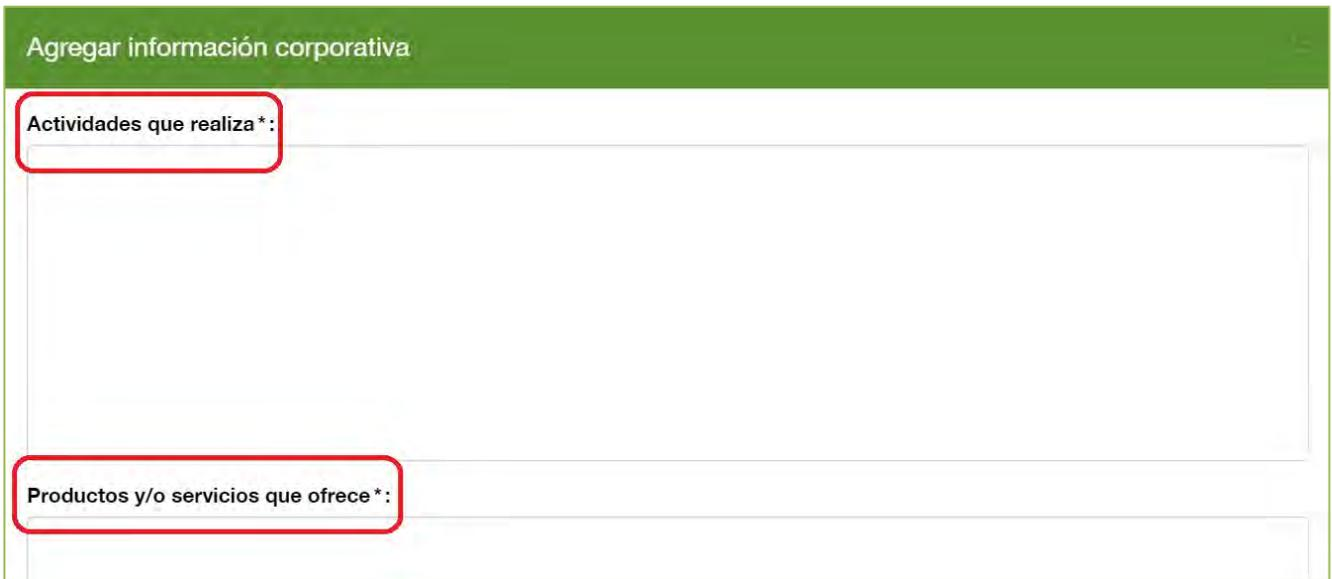 Agregar información corporativa
Actividades que realiza*:
Productos y/o servicios que ofrece*: